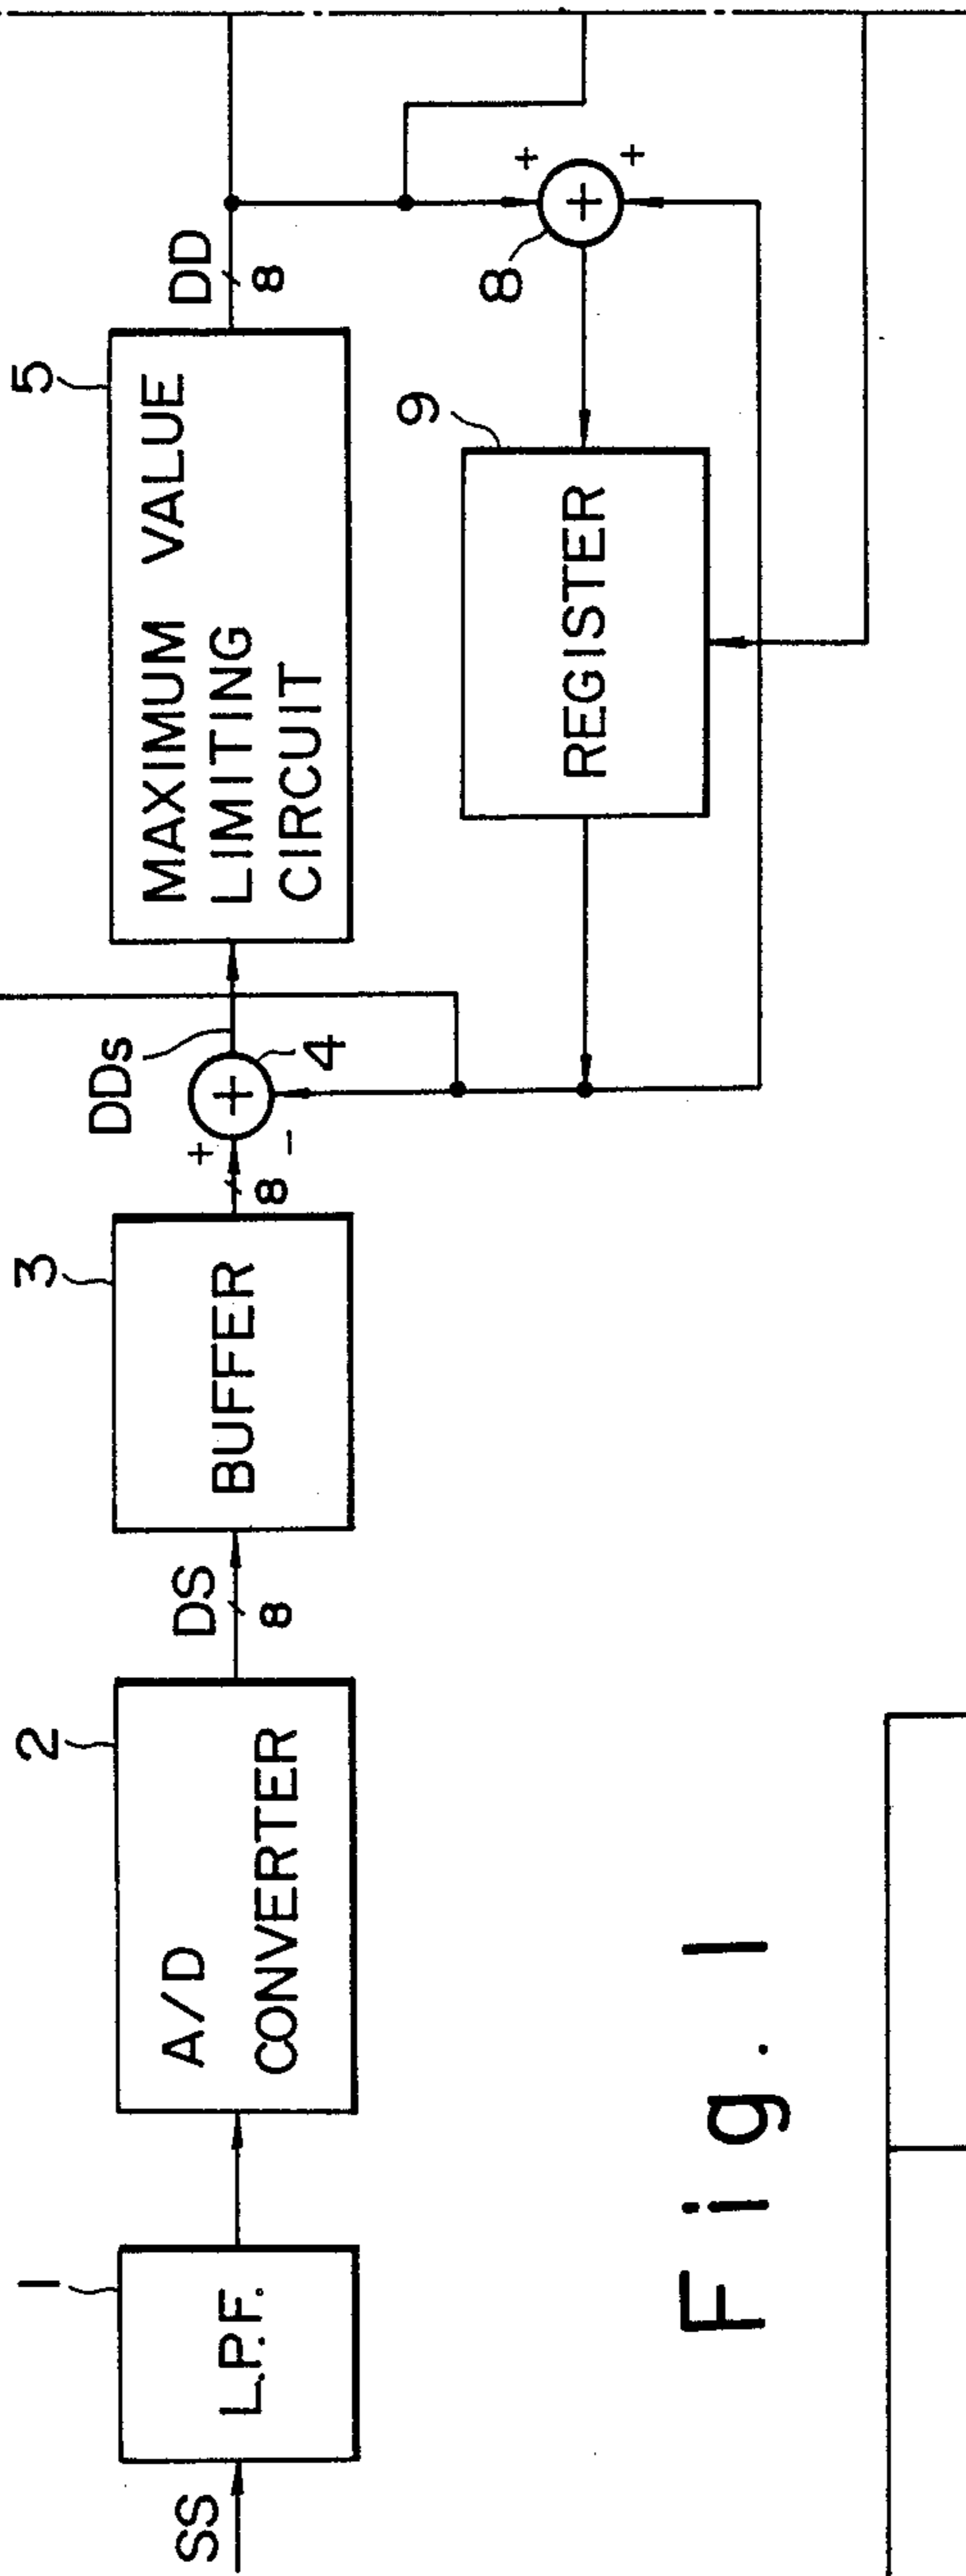 SS
1
L.P.F.
2
A/D
CONVERTER
DS
8
3
BUFFER
8
+
-
DDs
4
5
MAXIMUM VALUE
LIMITING
CIRCUIT
DD
8
9
REGISTER
8
+
+
Fig. 1